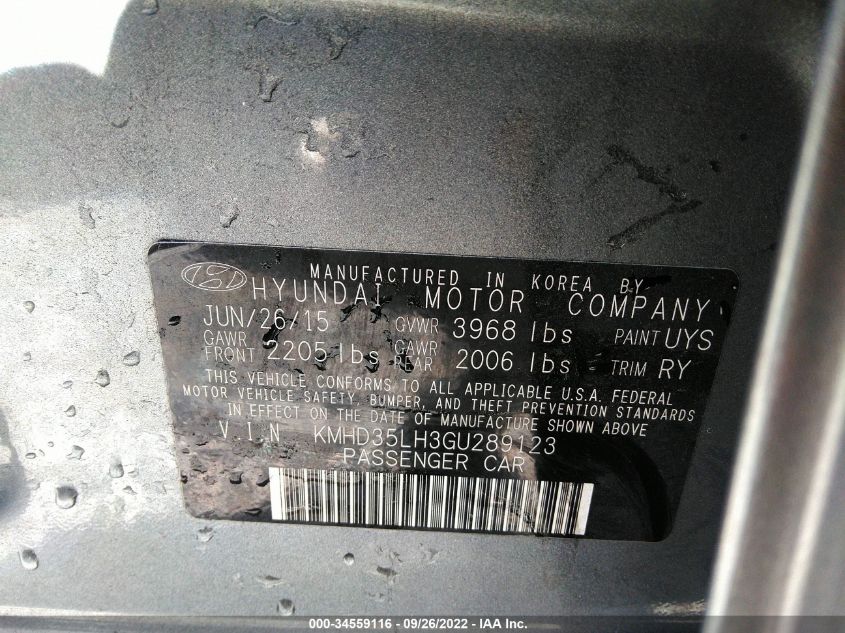 MANUFACTURED IN KOREA BY
HYUNDAI MOTOR COMPANY
JUN/26/15 GVWR 3968 lbs PAINT UYS
GAWR FRONT 2205 lbs GAWR REAR 2006 lbs TRIM RY
THIS VEHICLE CONFORMS TO ALL APPLICABLE U.S.A. FEDERAL
MOTOR VEHICLE SAFETY, BUMPER, AND THEFT PREVENTION STANDARDS
IN EFFECT ON THE DATE OF MANUFACTURE SHOWN ABOVE.
V.I.N KMHD35LH3GU289123
PASSENGER CAR
000-34559116 - 09/26/2022 - IAA Inc.